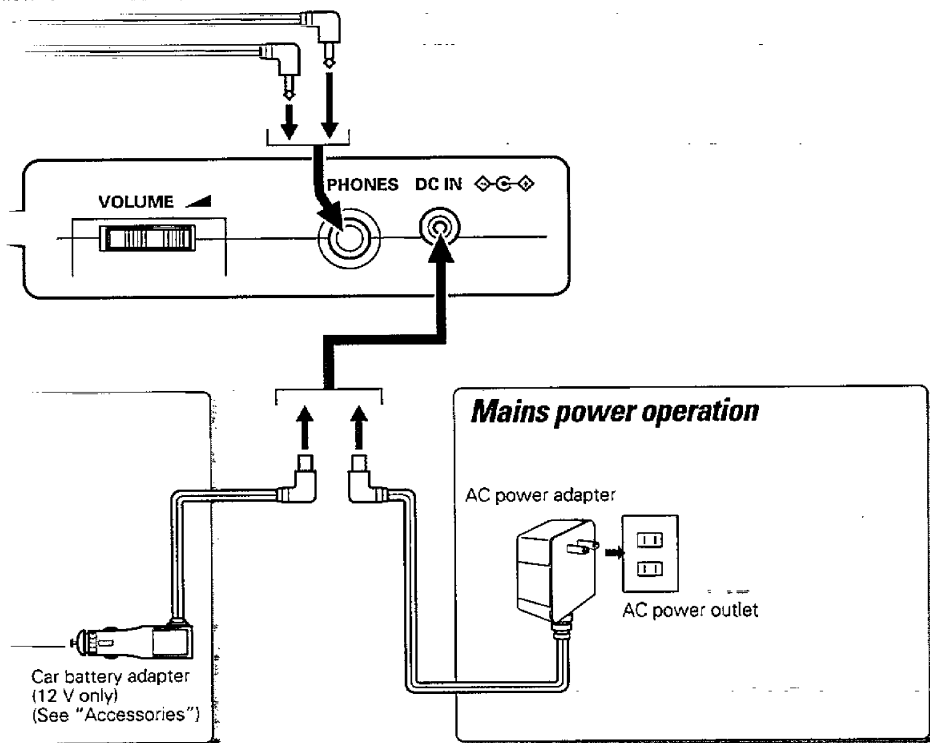 PHONES DC IN
VOLUME
Mains power operation
AC power adapter
AC power outlet
Car battery adapter
(12 V only)
(See "Accessories")